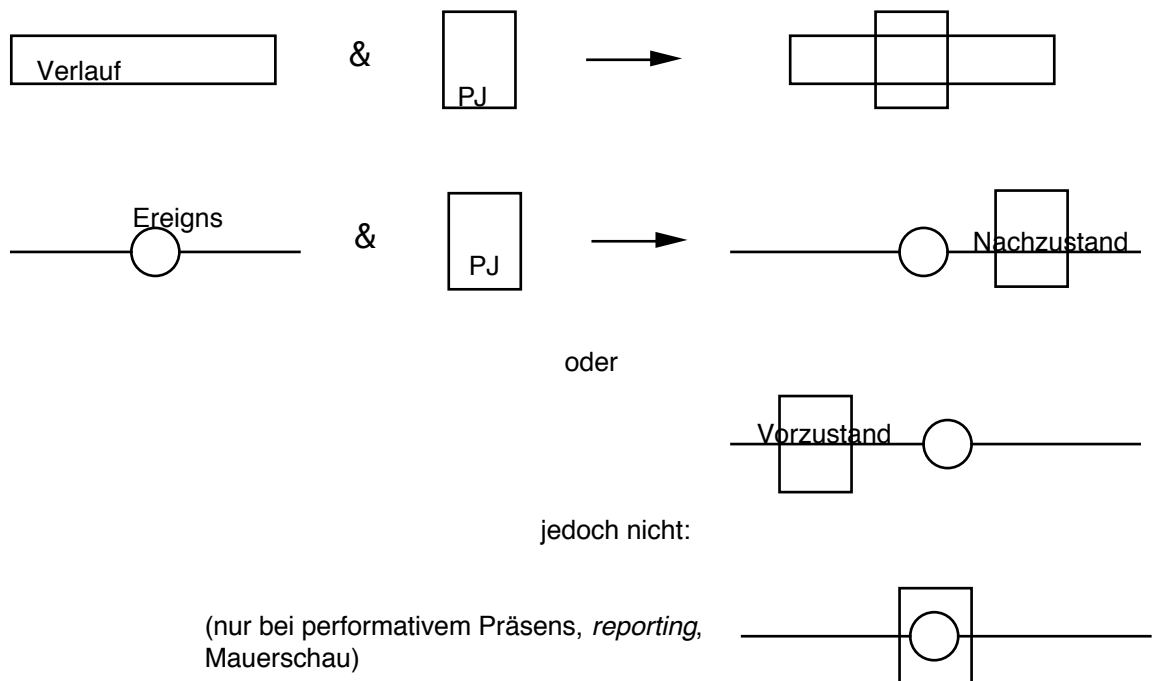 Verlauf & PJ
Ereigns & PJ Nachzustand
oder
Vorzustand
jedoch nicht:
(nur bei performativem Präsens, reporting,
Mauerschau)